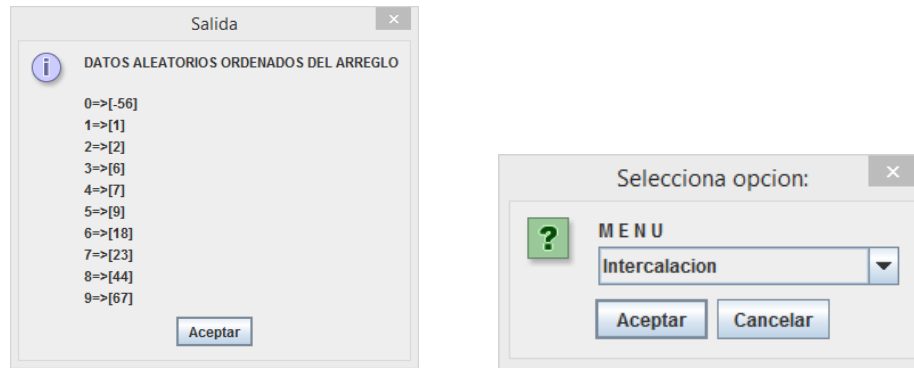 Salida
DATOS ALEATORIOS ORDENADOS DEL ARREGLO
0=>[-56]
1=>[1]
2=>[2]
3=>[6]
4=>[7]
5=>[9]
6=>[18]
7=>[23]
8=>[44]
9=>[67]
Aceptar
Selecciona opcion:
M E N U
Intercalacion
Aceptar Cancelar